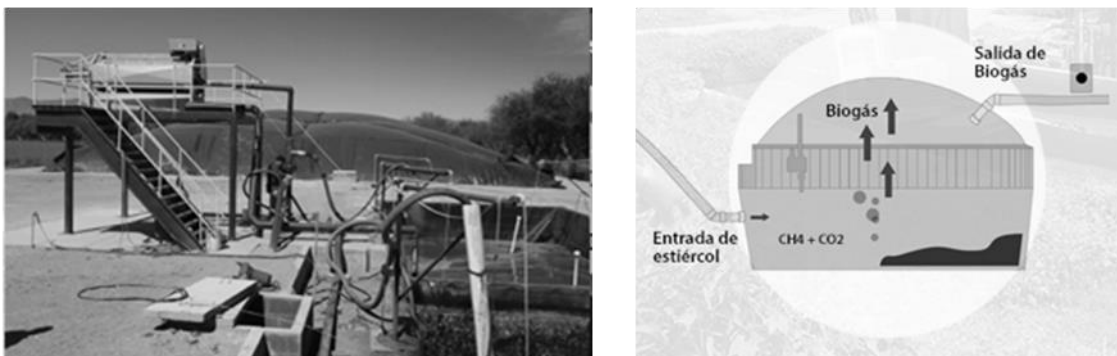 Salida de
Biogás
Biogás
Entrada de
estiércol
CH4 + CO2